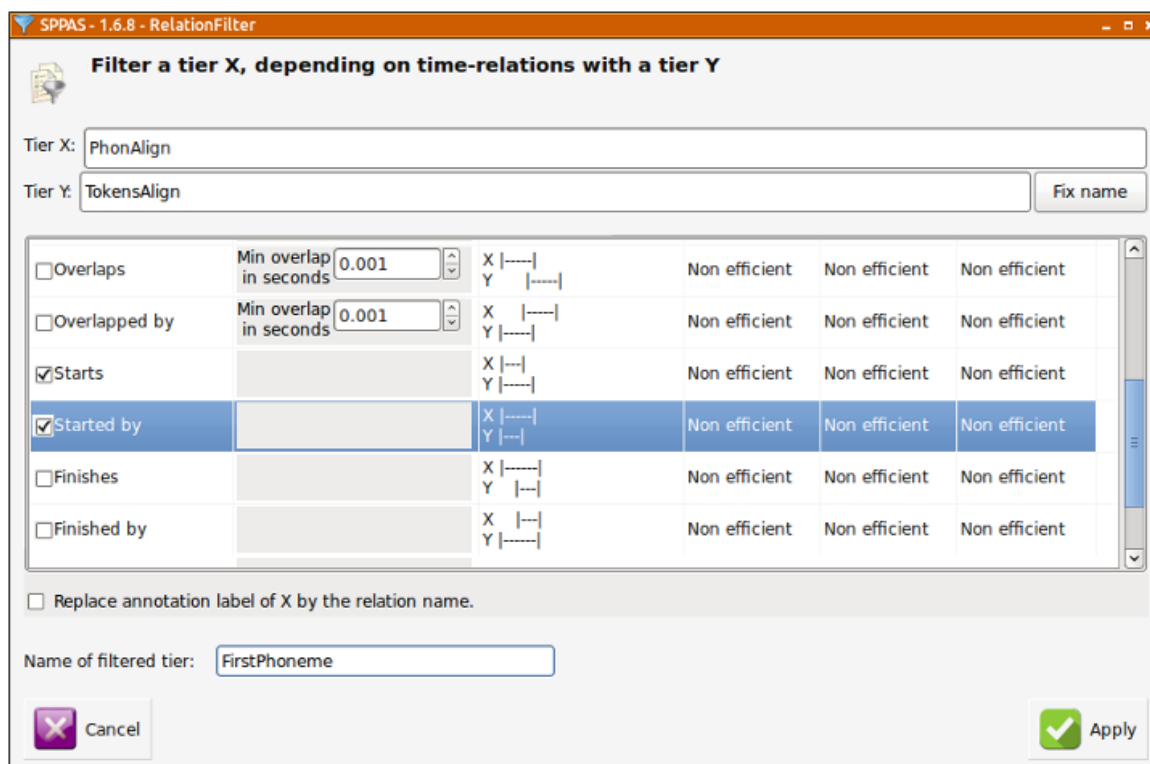 SPPAS - 1.6.8 - RelationFilter
Filter a tier X, depending on time-relations with a tier Y
Tier X: PhonAlign
Tier Y: TokensAlign Fix name
Overlaps Min overlap in seconds 0.001 X |-----| Y |-----| Non efficient Non efficient Non efficient
Overlapped by Min overlap in seconds 0.001 X |-----| Y |-----| Non efficient Non efficient Non efficient
Starts X |---| Y |-----| Non efficient Non efficient Non efficient
Started by X |-----| Y |---| Non efficient Non efficient Non efficient
Finishes X |------| Y |---| Non efficient Non efficient Non efficient
Finished by X |---| Y |------| Non efficient Non efficient Non efficient
Replace annotation label of X by the relation name.
Name of filtered tier: FirstPhoneme
Cancel Apply